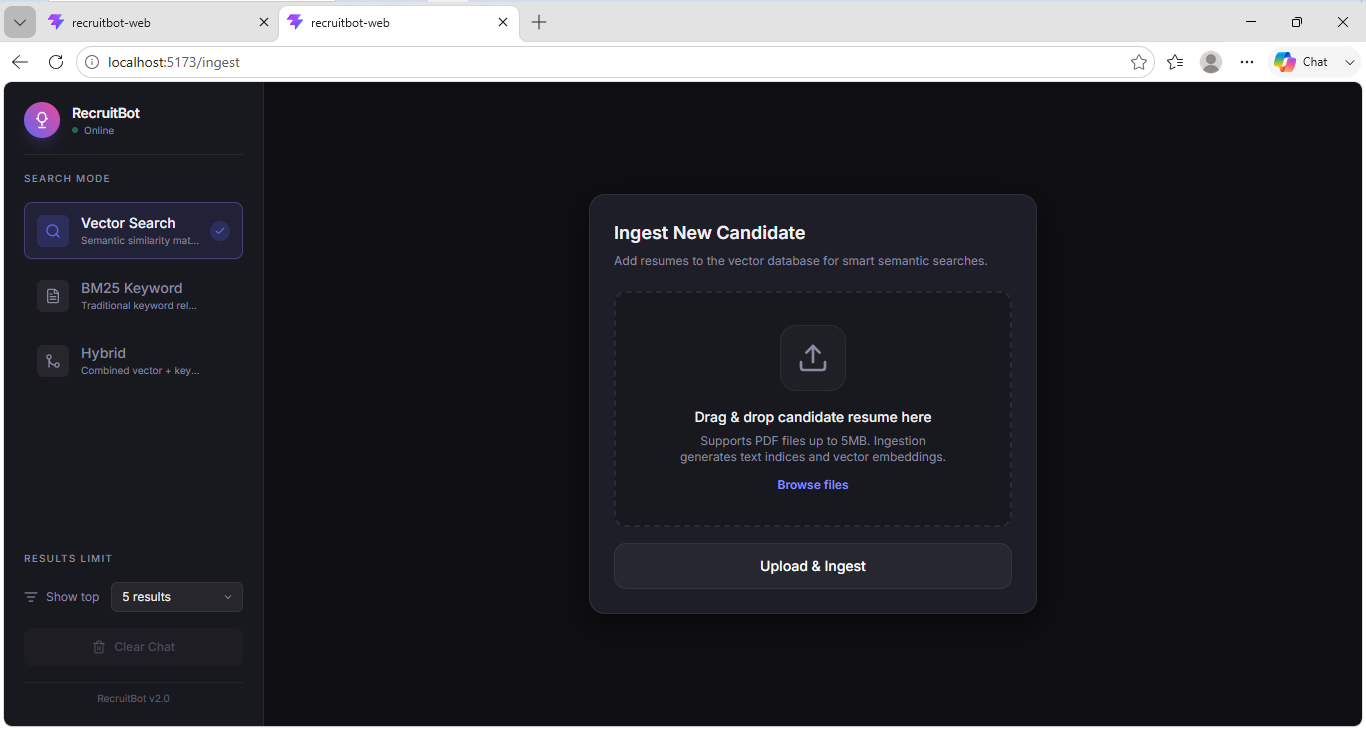 recruitbot-web
recruitbot-web
localhost:5173/ingest
Chat
RecruitBot
Online
SEARCH MODE
Vector Search
Semantic similarity mat...
BM25 Keyword
Traditional keyword rel...
Hybrid
Combined vector + key...
RESULTS LIMIT
Show top
5 results
Clear Chat
RecruitBot v2.0
Ingest New Candidate
Add resumes to the vector database for smart semantic searches.
Drag & drop candidate resume here
Supports PDF files up to 5MB. Ingestion
generates text indices and vector embeddings.
Browse files
Upload & Ingest